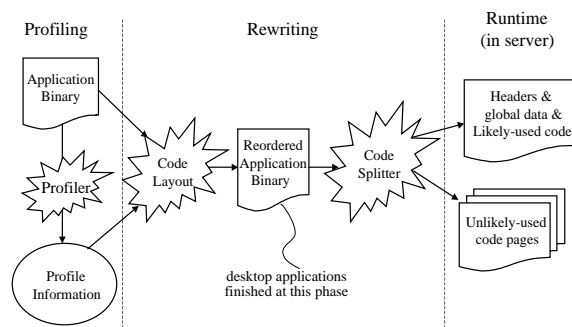 Profiling
Rewriting
Runtime
(in server)
Application
Binary
Profiler
Profile
Information
Code
Layout
Reordered
Application
Binary
desktop applications
finished at this phase
Code
Splitter
Headers &
global data &
Likely-used code
Unlikely-used
code pages